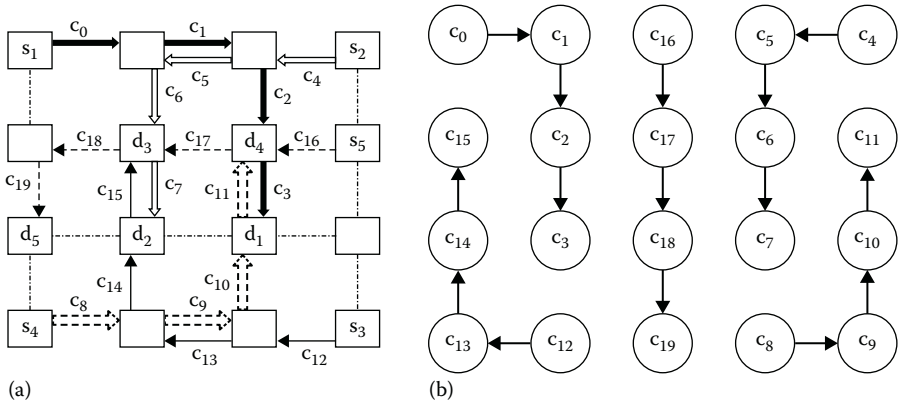 c₀ c₁
s₁ s₂
c₅ c₄
c₆ c₂
c₁₈ d₃ c₁₇ d₄ c₁₆ s₅
c₁₉ c₁₅ c₇ c₁₁ c₃
d₅ d₂ d₁
c₁₄ c₁₀
c₈ c₉
s₄ s₃
c₁₃ c₁₂
(a)
c₀ c₁ c₁₆ c₅ c₄
c₁₅ c₂ c₁₇ c₆ c₁₁
c₁₄ c₃ c₁₈ c₇ c₁₀
c₁₃ c₁₂ c₁₉ c₈ c₉
(b)